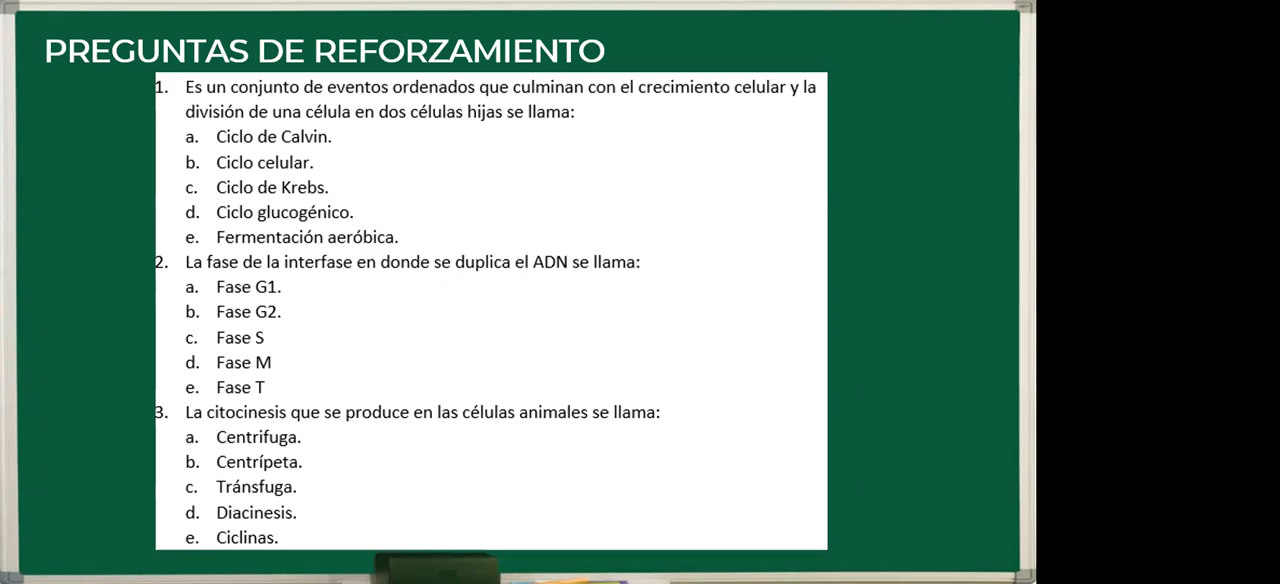 PREGUNTAS DE REFORZAMIENTO
1. Es un conjunto de eventos ordenados que culminan con el crecimiento celular y la
división de una célula en dos células hijas se llama:
a. Ciclo de Calvin.
b. Ciclo celular.
c. Ciclo de Krebs.
d. Ciclo glucogénico.
e. Fermentación aeróbica.
2. La fase de la interfase en donde se duplica el ADN se llama:
a. Fase G1.
b. Fase G2.
c. Fase S
d. Fase M
e. Fase T
3. La citocinesis que se produce en las células animales se llama:
a. Centrifuga.
b. Centrípeta.
c. Tránsfuga.
d. Diacinesis.
e. Ciclinas.